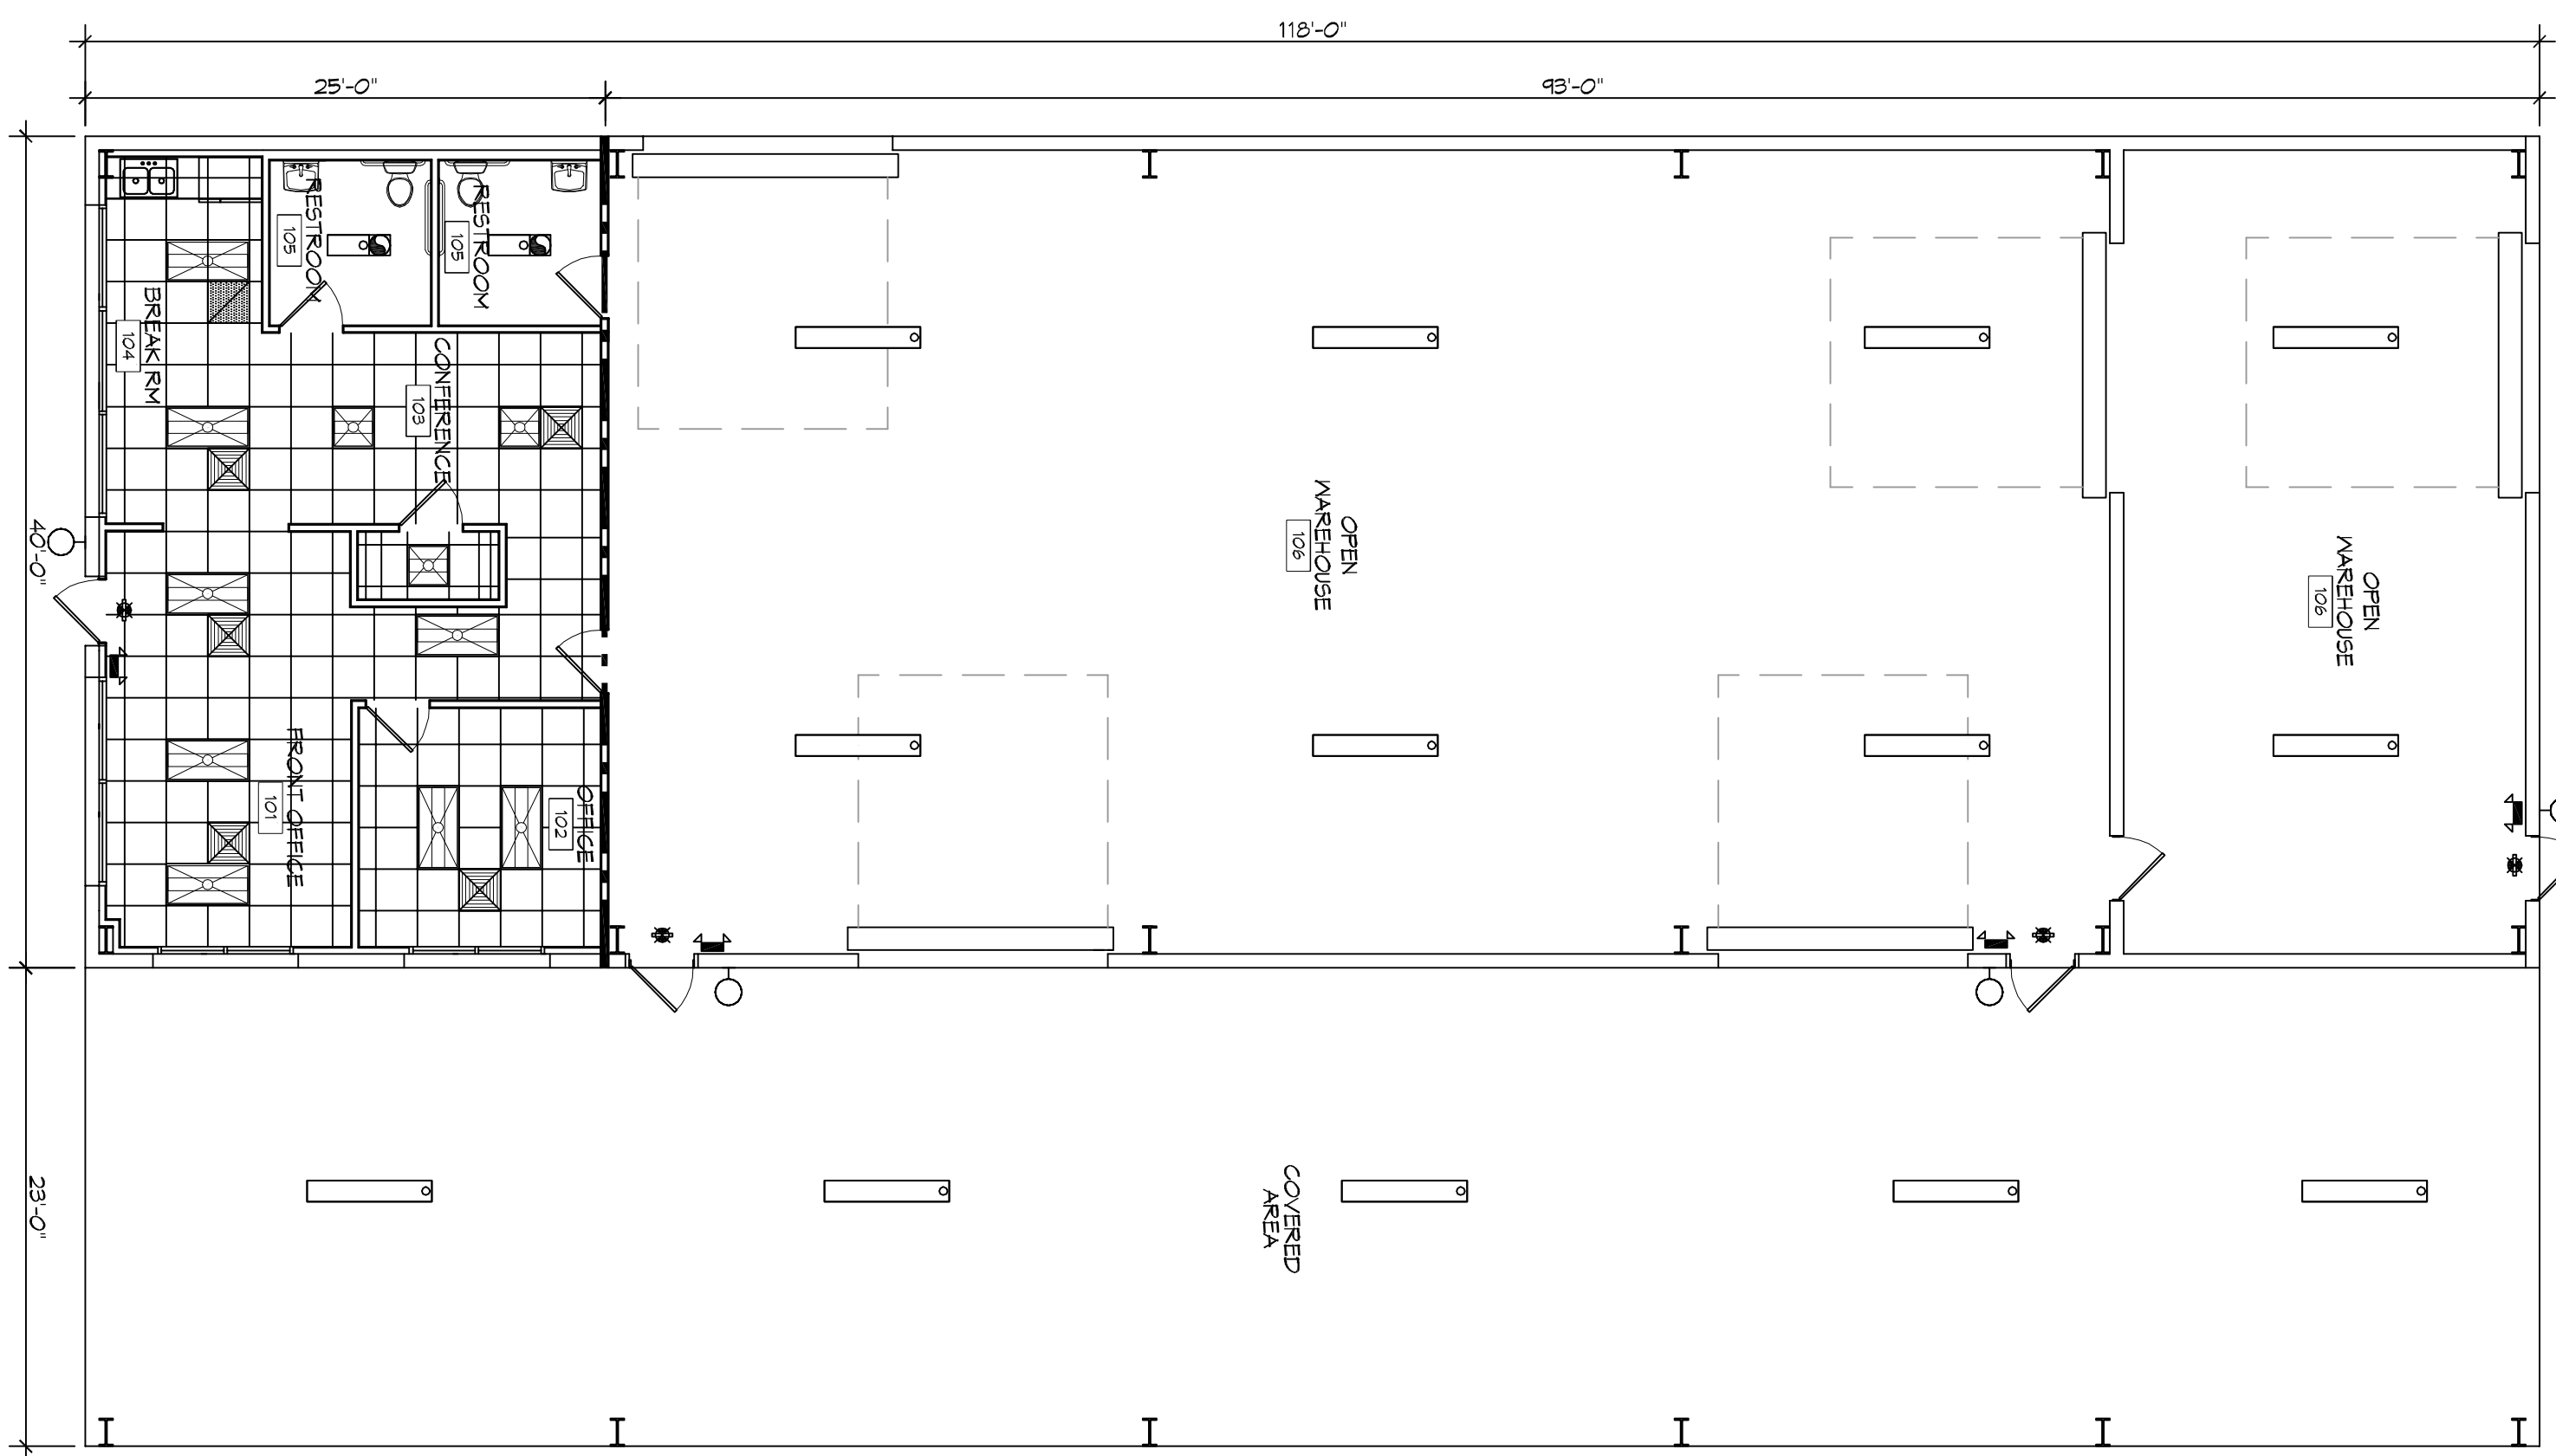 118'-0"
25'-0"
93'-0"
40'-0"
23'-0"
RESTROOM
105
RESTROOM
105
BREAK RM
104
CONFERENCE
103
FRONT OFFICE
101
OFFICE
102
OPEN
WAREHOUSE
106
OPEN
WAREHOUSE
106
COVERED
AREA